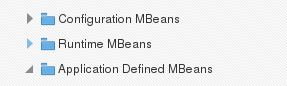 Configuration MBeans
Runtime MBeans
Application Defined MBeans